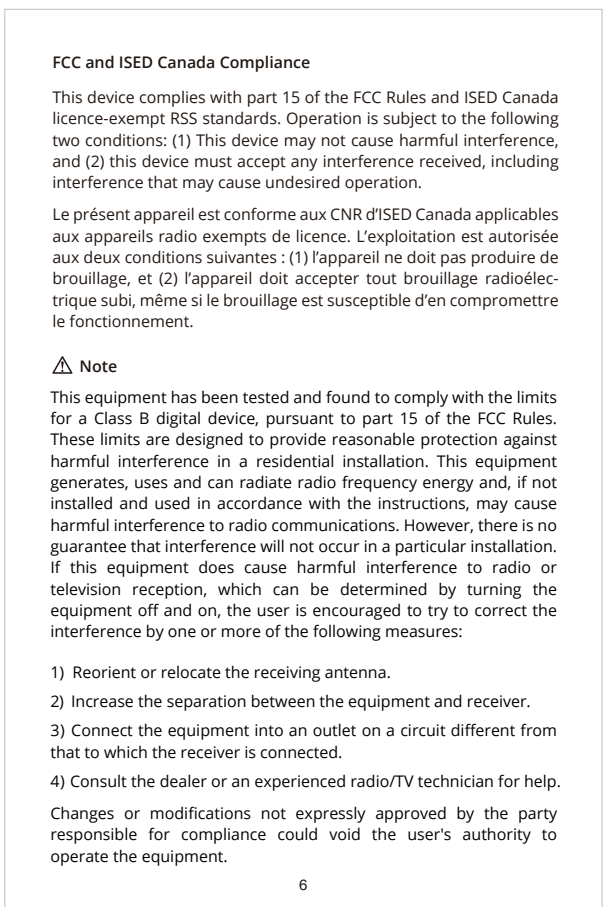 FCC and ISED Canada Compliance
This device complies with part 15 of the FCC Rules and ISED Canada
licence-exempt RSS standards. Operation is subject to the following
two conditions: (1) This device may not cause harmful interference,
and (2) this device must accept any interference received, including
interference that may cause undesired operation.
Le présent appareil est conforme aux CNR d’ISED Canada applicables
aux appareils radio exempts de licence. L’exploitation est autorisée
aux deux conditions suivantes : (1) l’appareil ne doit pas produire de
brouillage, et (2) l’appareil doit accepter tout brouillage radioélec-
trique subi, même si le brouillage est susceptible d’en compromettre
le fonctionnement.
Note
This equipment has been tested and found to comply with the limits
for a Class B digital device, pursuant to part 15 of the FCC Rules.
These limits are designed to provide reasonable protection against
harmful interference in a residential installation. This equipment
generates, uses and can radiate radio frequency energy and, if not
installed and used in accordance with the instructions, may cause
harmful interference to radio communications. However, there is no
guarantee that interference will not occur in a particular installation.
If this equipment does cause harmful interference to radio or
television reception, which can be determined by turning the
equipment off and on, the user is encouraged to try to correct the
interference by one or more of the following measures:
1) Reorient or relocate the receiving antenna.
2) Increase the separation between the equipment and receiver.
3) Connect the equipment into an outlet on a circuit different from
that to which the receiver is connected.
4) Consult the dealer or an experienced radio/TV technician for help.
Changes or modifications not expressly approved by the party
responsible for compliance could void the user's authority to
operate the equipment.
6